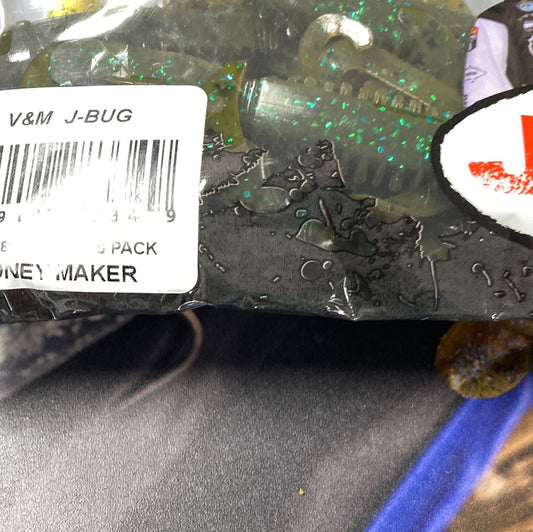 V&M J-BUG
PACK
ONEY MAKER
J